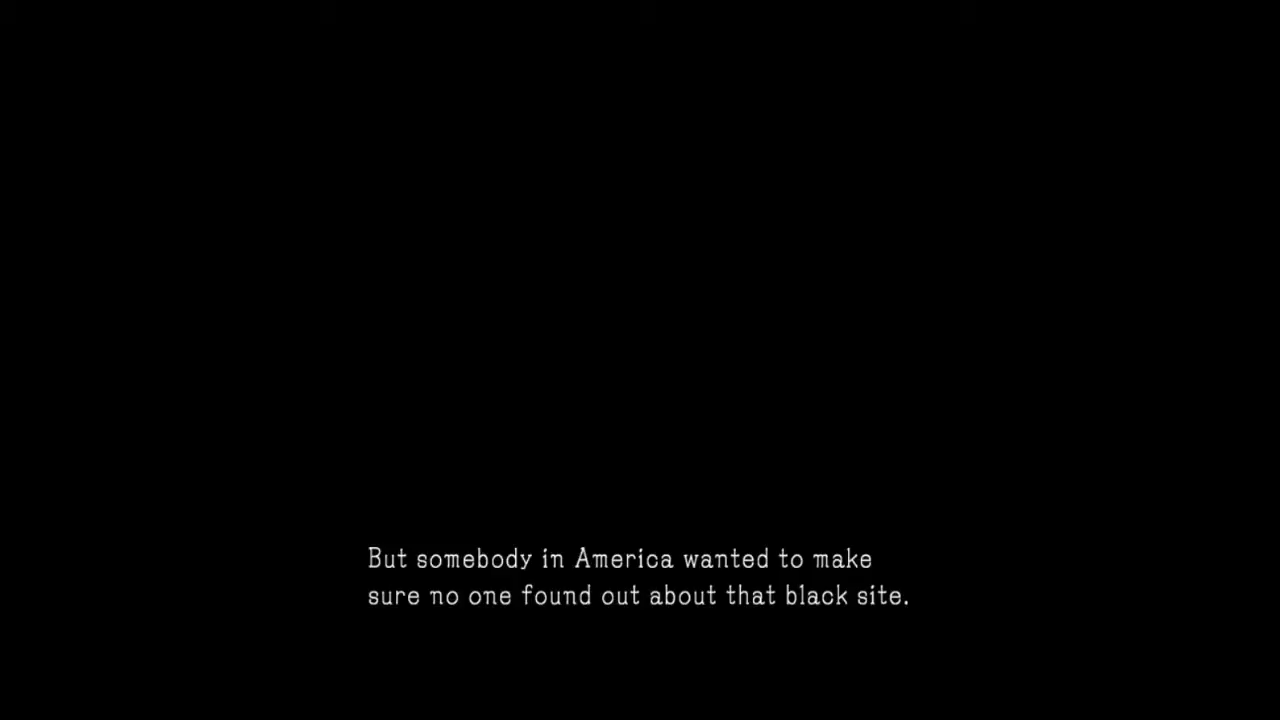 But somebody in America wanted to make
sure no one found out about that black site.